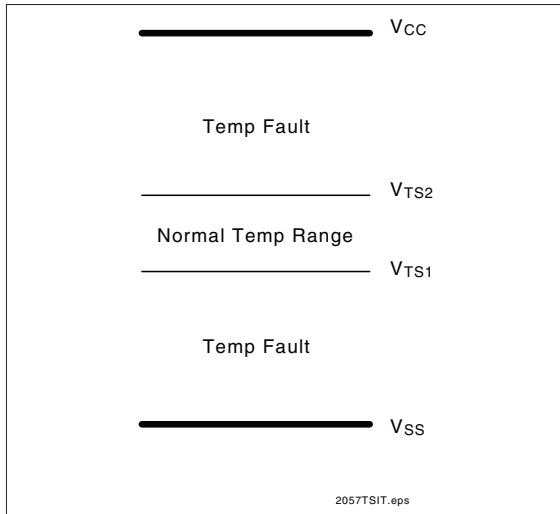 VCC
Temp Fault
VTS2
Normal Temp Range
VTS1
Temp Fault
VSS
2057TSIT.eps